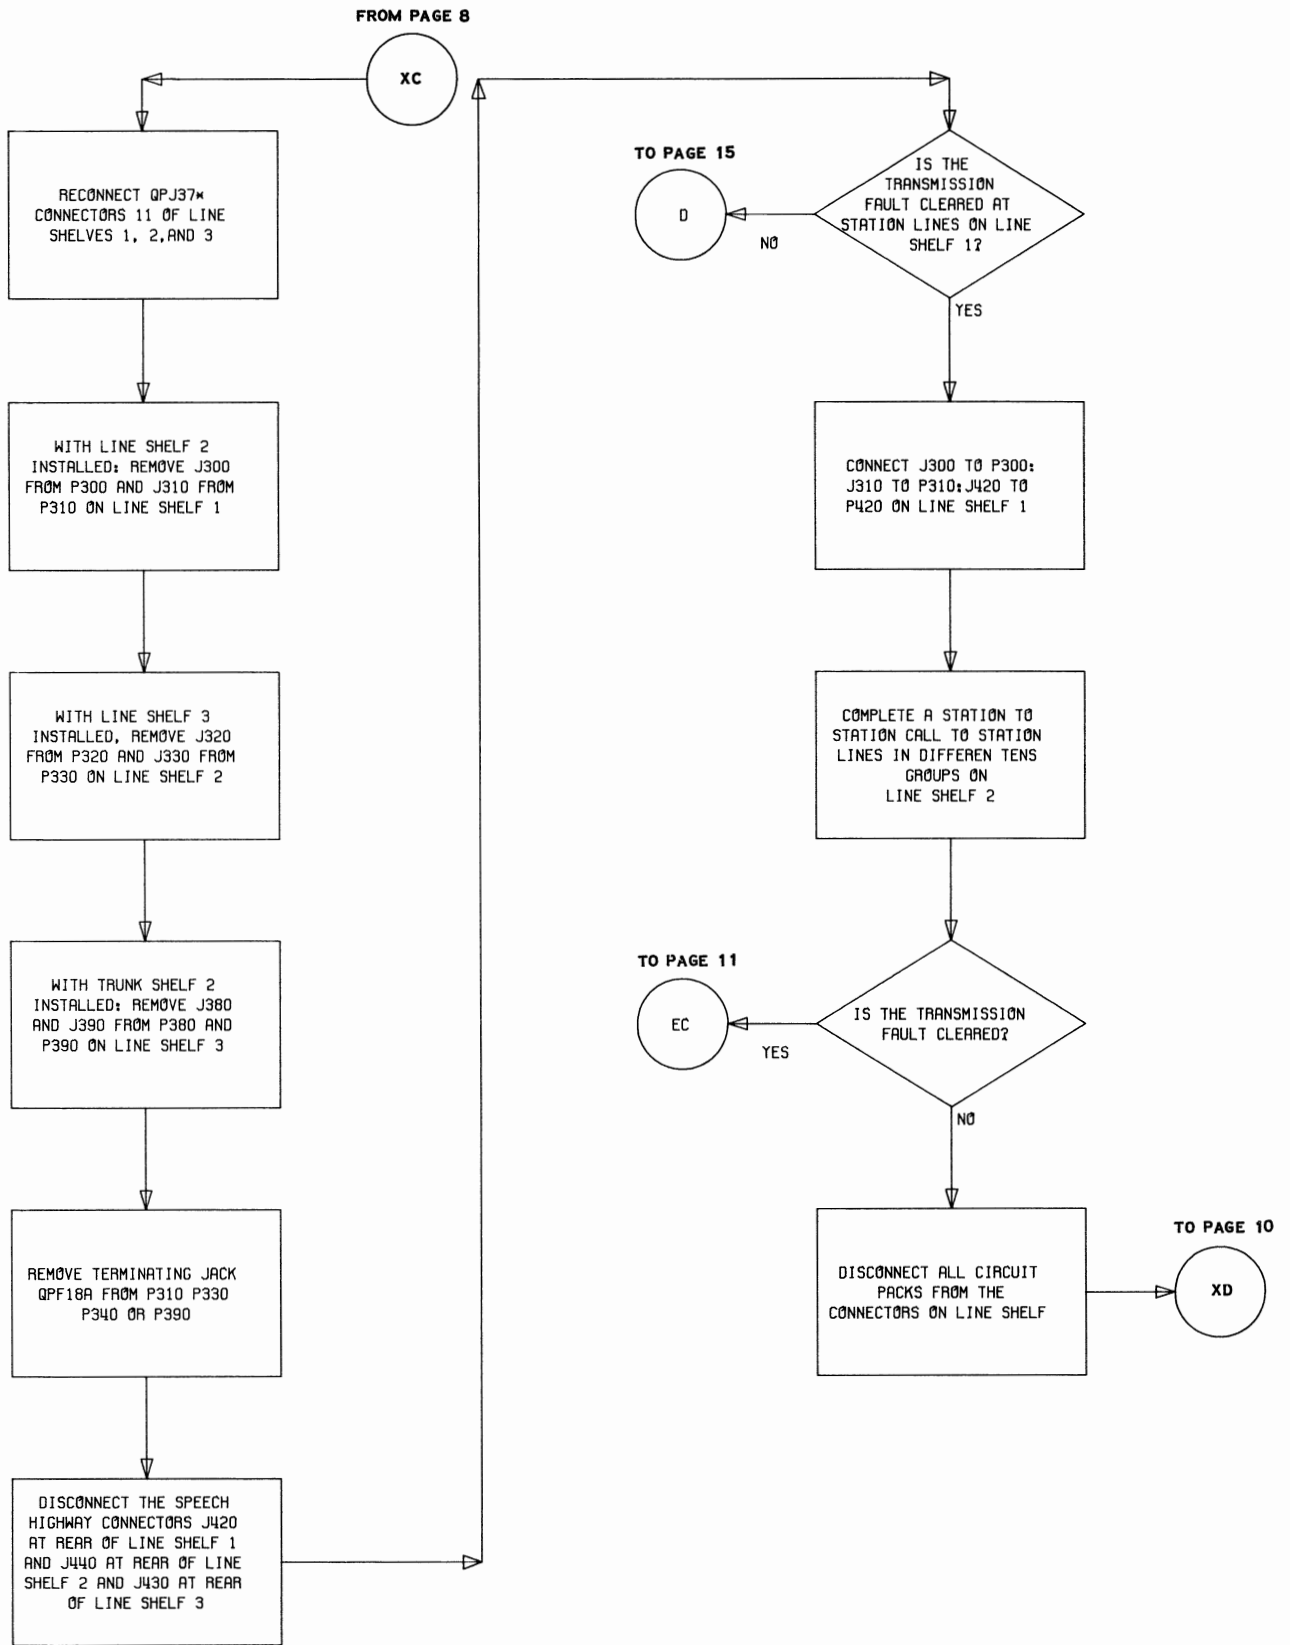 FROM PAGE 8
XC
RECONNECT QPJ37*
CONNECTORS 11 OF LINE
SHELVES 1, 2,AND 3
WITH LINE SHELF 2
INSTALLED: REMOVE J300
FROM P300 AND J310 FROM
P310 ON LINE SHELF 1
WITH LINE SHELF 3
INSTALLED, REMOVE J320
FROM P320 AND J330 FROM
P330 ON LINE SHELF 2
WITH TRUNK SHELF 2
INSTALLED: REMOVE J380
AND J390 FROM P380 AND
P390 ON LINE SHELF 3
REMOVE TERMINATING JACK
QPF18A FROM P310 P330
P340 OR P390
DISCONNECT THE SPEECH
HIGHWAY CONNECTORS J420
AT REAR OF LINE SHELF 1
AND J440 AT REAR OF LINE
SHELF 2 AND J430 AT REAR
OF LINE SHELF 3
IS THE
TRANSMISSION
FAULT CLEARED AT
STATION LINES ON LINE
SHELF 1?
TO PAGE 15
D
NO
YES
CONNECT J300 TO P300:
J310 TO P310:J420 TO
P420 ON LINE SHELF 1
COMPLETE A STATION TO
STATION CALL TO STATION
LINES IN DIFFEREN TENS
GROUPS ON
LINE SHELF 2
IS THE TRANSMISSION
FAULT CLEARED?
TO PAGE 11
EC
YES
NO
DISCONNECT ALL CIRCUIT
PACKS FROM THE
CONNECTORS ON LINE SHELF
TO PAGE 10
XD